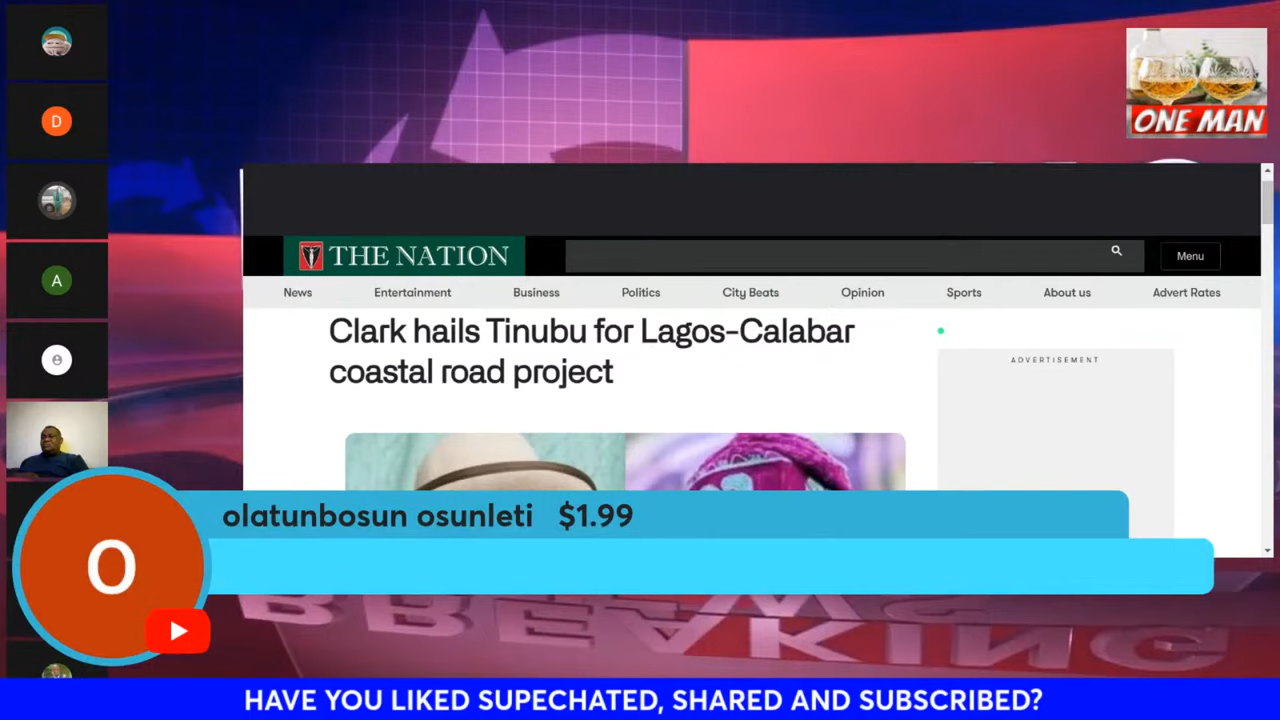 ONE MAN
THE NATION
Menu
News Entertainment Business Politics City Beats Opinion Sports About us Advert Rates
Clark hails Tinubu for Lagos-Calabar
coastal road project
ADVERTISEMENT
D
A
olatunbosun osunleti $1.99
O
BREAKING
HAVE YOU LIKED SUPECHATED, SHARED AND SUBSCRIBED?